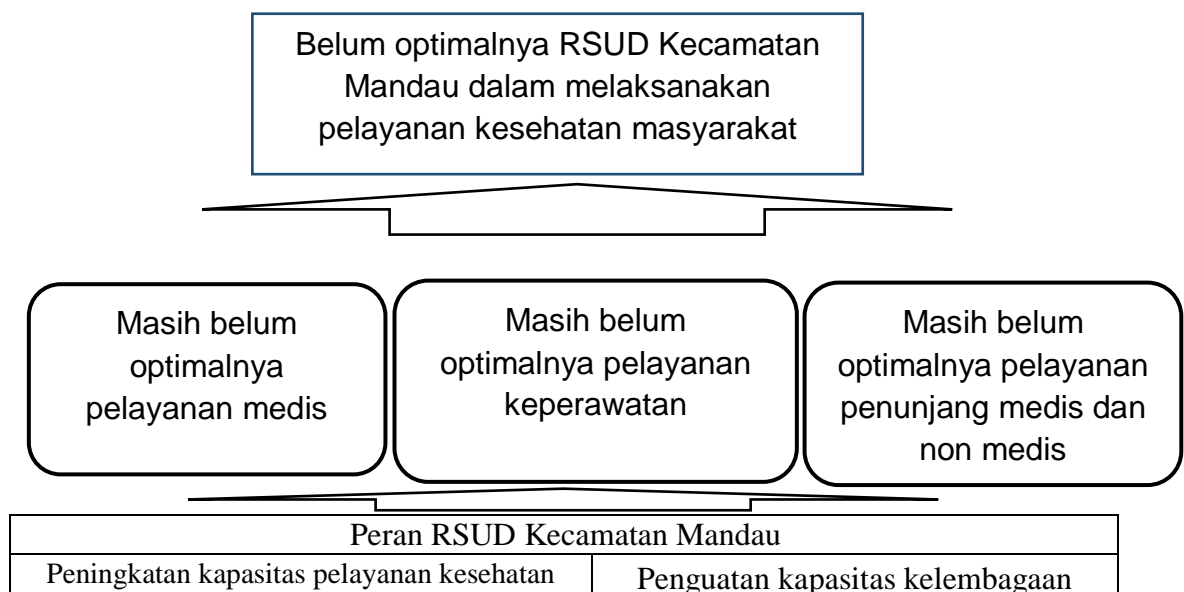 Belum optimalnya RSUD Kecamatan
Mandau dalam melaksanakan
pelayanan kesehatan masyarakat
Masih belum
optimalnya
pelayanan medis
Masih belum
optimalnya pelayanan
keperawatan
Masih belum
optimalnya pelayanan
penunjang medis dan
non medis
Peran RSUD Kecamatan Mandau
Peningkatan kapasitas pelayanan kesehatan
Penguatan kapasitas kelembagaan